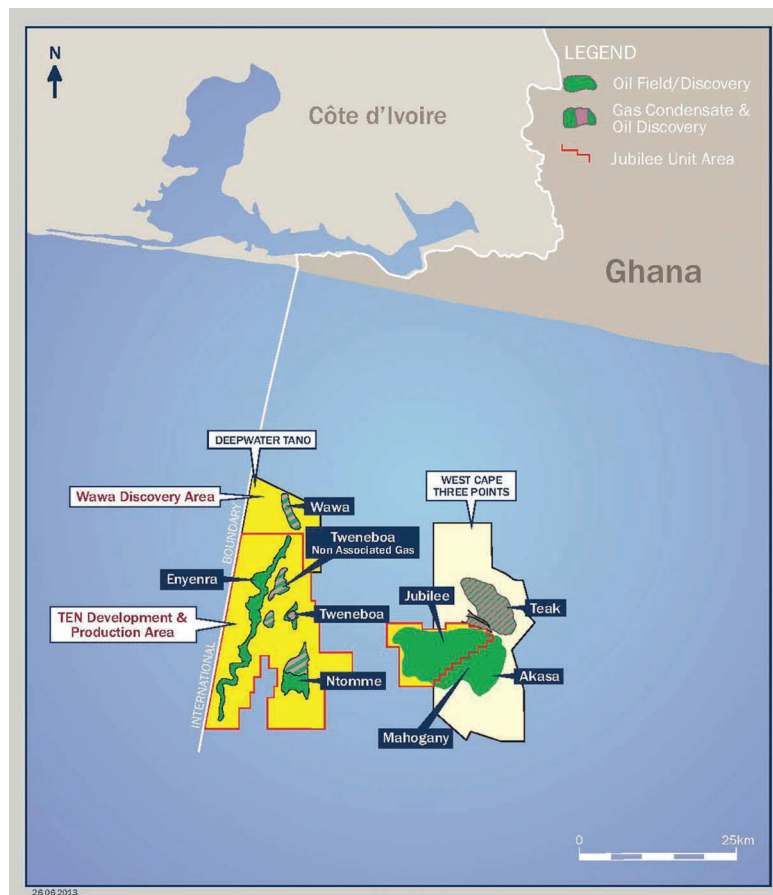 N
LEGEND
Oil Field/Discovery
Gas Condensate &
Oil Discovery
Jubilee Unit Area
Côte d'Ivoire
Ghana
DEEPWATER TANO
Wawa Discovery Area
Wawa
WEST CAPE
THREE POINTS
Tweneboa
Non Associated Gas
Enyenra
BOUNDARY
Tweneboa
TEN Development &
Production Area
Jubilee
Teak
Ntomme
Akasa
INTERNATIONAL
Mahogany
0
25km
26.06.2013